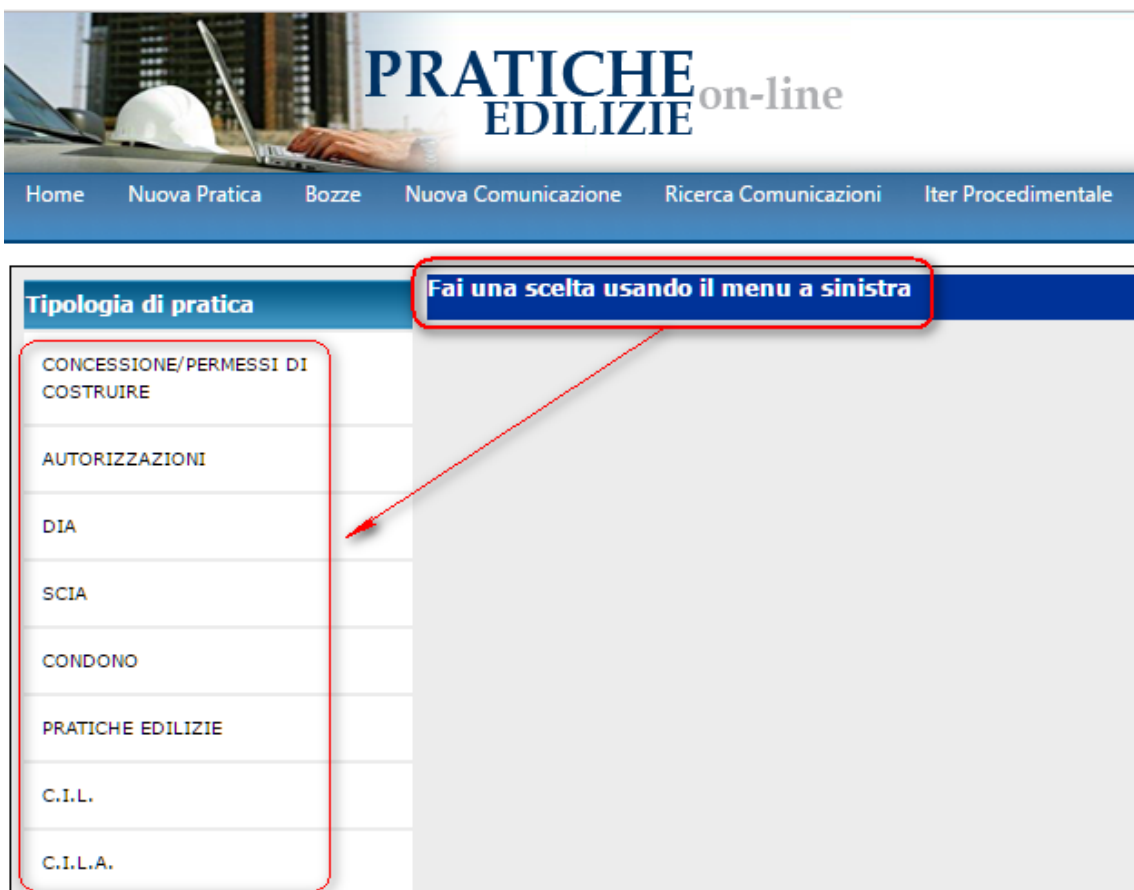 PRATICHE
EDILIZIE on-line
Home Nuova Pratica Bozze Nuova Comunicazione Ricerca Comunicazioni Iter Procedimentale
Tipologia di pratica
Fai una scelta usando il menu a sinistra
CONCESSIONE/PERMESSI DI
COSTRUIRE
AUTORIZZAZIONI
DIA
SCIA
CONDONO
PRATICHE EDILIZIE
C.I.L.
C.I.L.A.